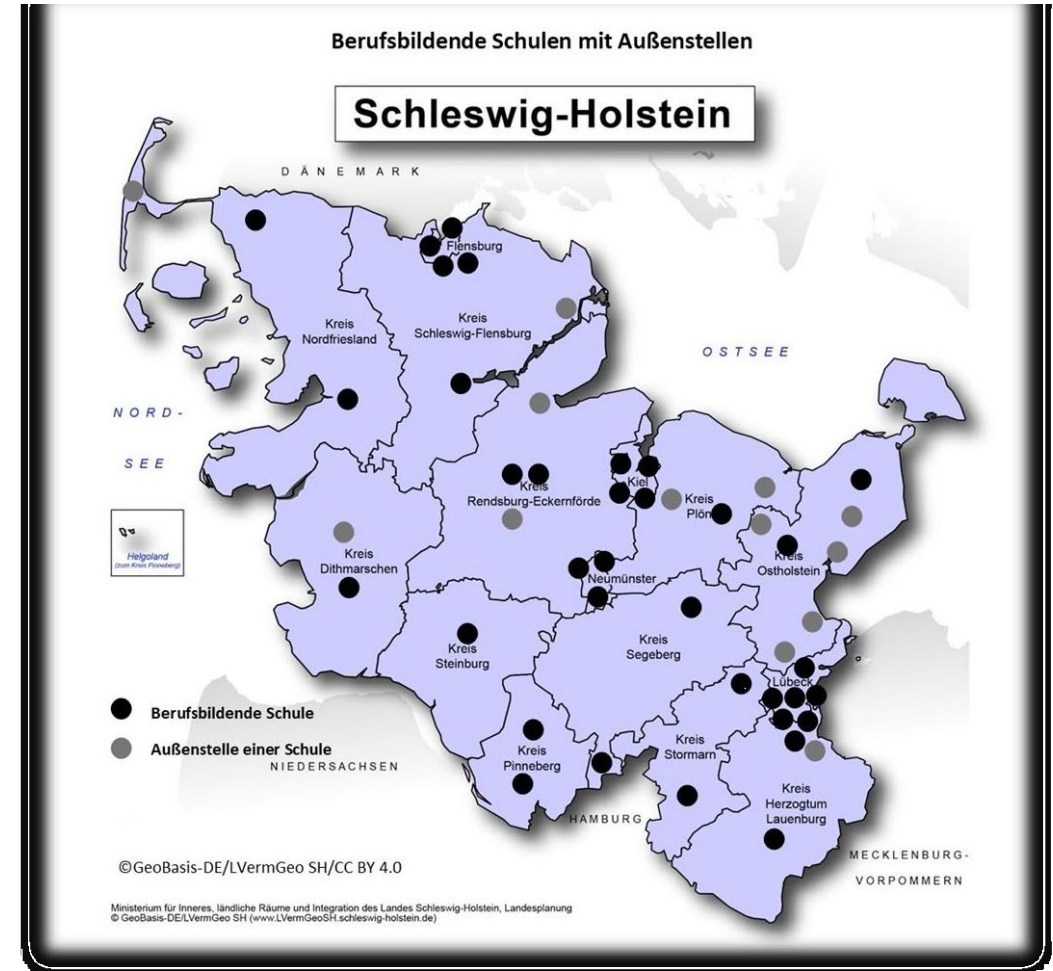 Berufsbildende Schulen mit Außenstellen
Schleswig-Holstein
DÄNEMARK
Flensburg
Kreis
Nordfriesland
Kreis
Schleswig-Flensburg
OSTSEE
NORD-
SEE
Kreis
Rendsburg-Eckernförde
Kiel
Kreis
Plön
Helgoland
(zum Kreis Pinneberg)
Kreis
Dithmarschen
Neumünster
Kreis
Ostholstein
Kreis
Steinburg
Kreis
Segeberg
Lübeck
Berufsbildende Schule
Außenstelle einer Schule
NIEDERSACHSEN
Kreis
Pinneberg
Kreis
Stormarn
Kreis
Herzogtum
Lauenburg
HAMBURG
MECKLENBURG-
VORPOMMERN
©GeoBasis-DE/LVermGeo SH/CC BY 4.0
Ministerium für Inneres, ländliche Räume und Integration des Landes Schleswig-Holstein, Landesplanung
© GeoBasis-DE/LVermGeo SH (www.LVermGeoSH.schleswig-holstein.de)